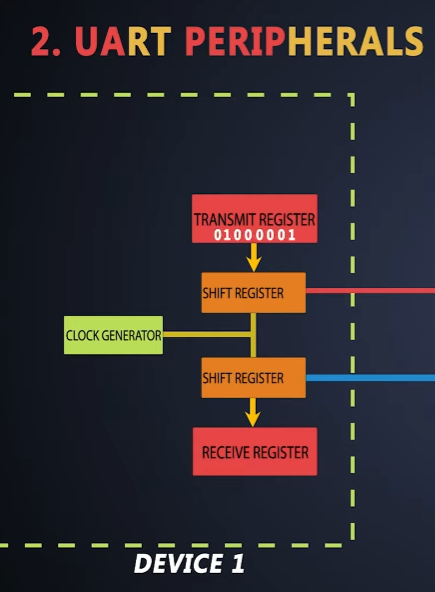 2. UART PERIPHERALS
TRANSMIT REGISTER
01000001
SHIFT REGISTER
CLOCK GENERATOR
SHIFT REGISTER
RECEIVE REGISTER
DEVICE 1